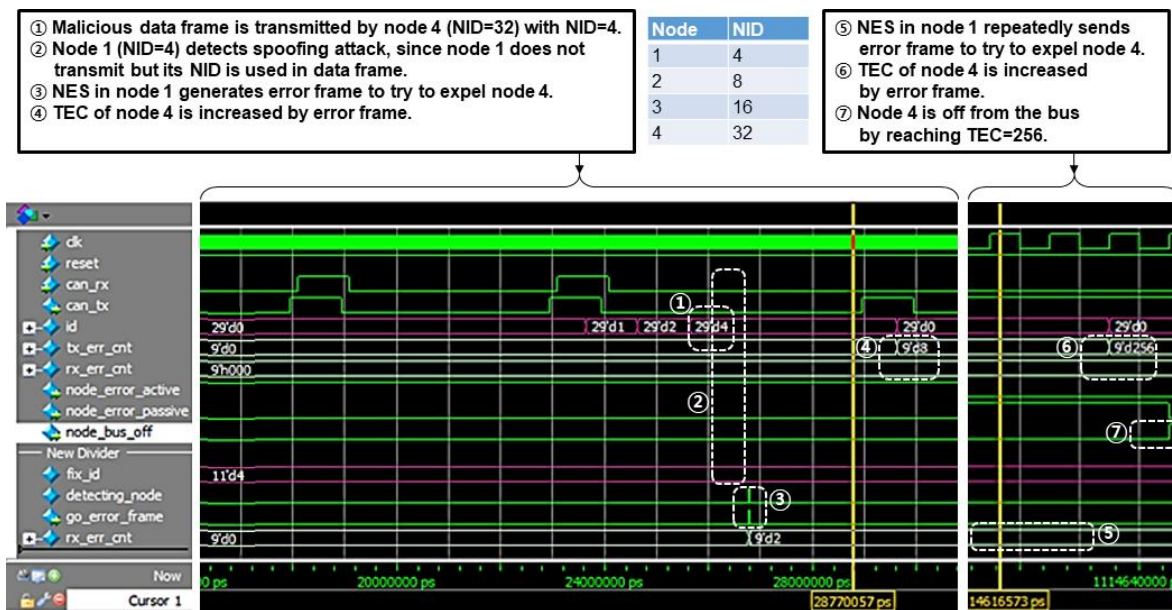 ① Malicious data frame is transmitted by node 4 (NID=32) with NID=4.
② Node 1 (NID=4) detects spoofing attack, since node 1 does not
transmit but its NID is used in data frame.
③ NES in node 1 generates error frame to try to expel node 4.
④ TEC of node 4 is increased by error frame.
Node NID
1 4
2 8
3 16
4 32
⑤ NES in node 1 repeatedly sends
error frame to try to expel node 4.
⑥ TEC of node 4 is increased
by error frame.
⑦ Node 4 is off from the bus
by reaching TEC=256.
clk
reset
can_rx
can_tx
①
id 29'd0 29'd1 29'd2 29'd4 29'd0 29'd0
tx_err_cnt 9'd0 ④ 9'd8 ⑥ 9'd256
rx_err_cnt 9'h000
node_error_active
node_error_passive
②
node_bus_off ⑦
New Divider
fix_id 11'd4
detecting_node
③
go_error_frame
rx_err_cnt 9'd0 9'd2 ⑤
Now 00 ps 20000000 ps 24000000 ps 28000000 ps 1114640000 ps
Cursor 1 28770057 ps 14616573 ps